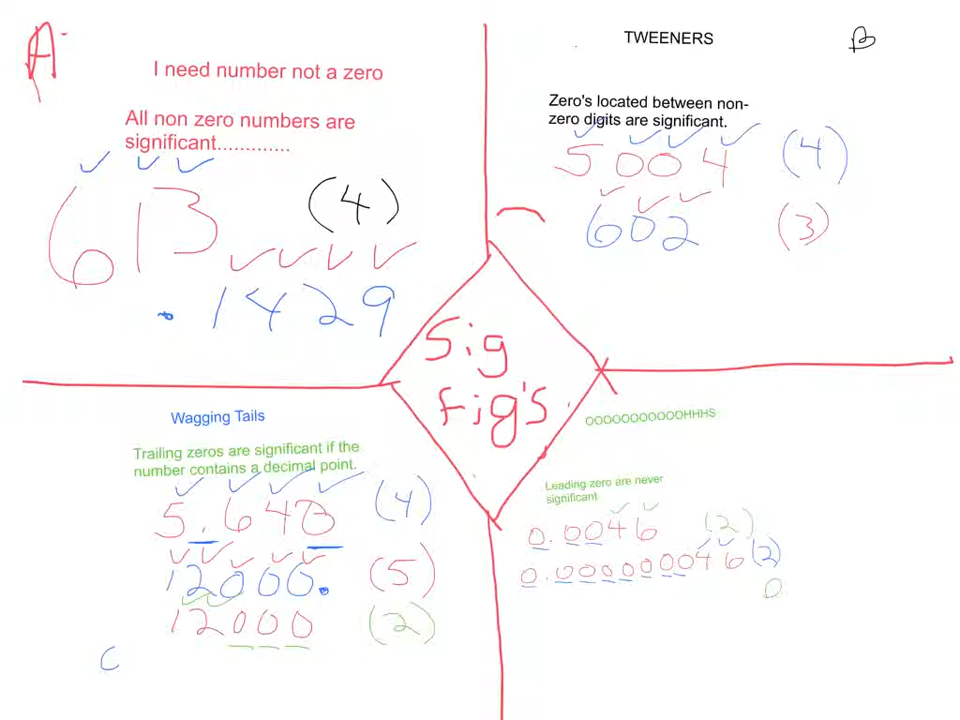 A
I need number not a zero
All non zero numbers are
significant.............
613
(4)
.1429
TWEENERS
B
Zero's located between non-
zero digits are significant.
5004 (4)
602 (3)
Sig
Fig's
Wagging Tails
Trailing zeros are significant if the
number contains a decimal point.
(4)
12000. (5)
12000 (2)
C
OOOOOOOOOOOHHHS
Leading zero are never
significant
0.0046 (2)
0.0000000046 (2)